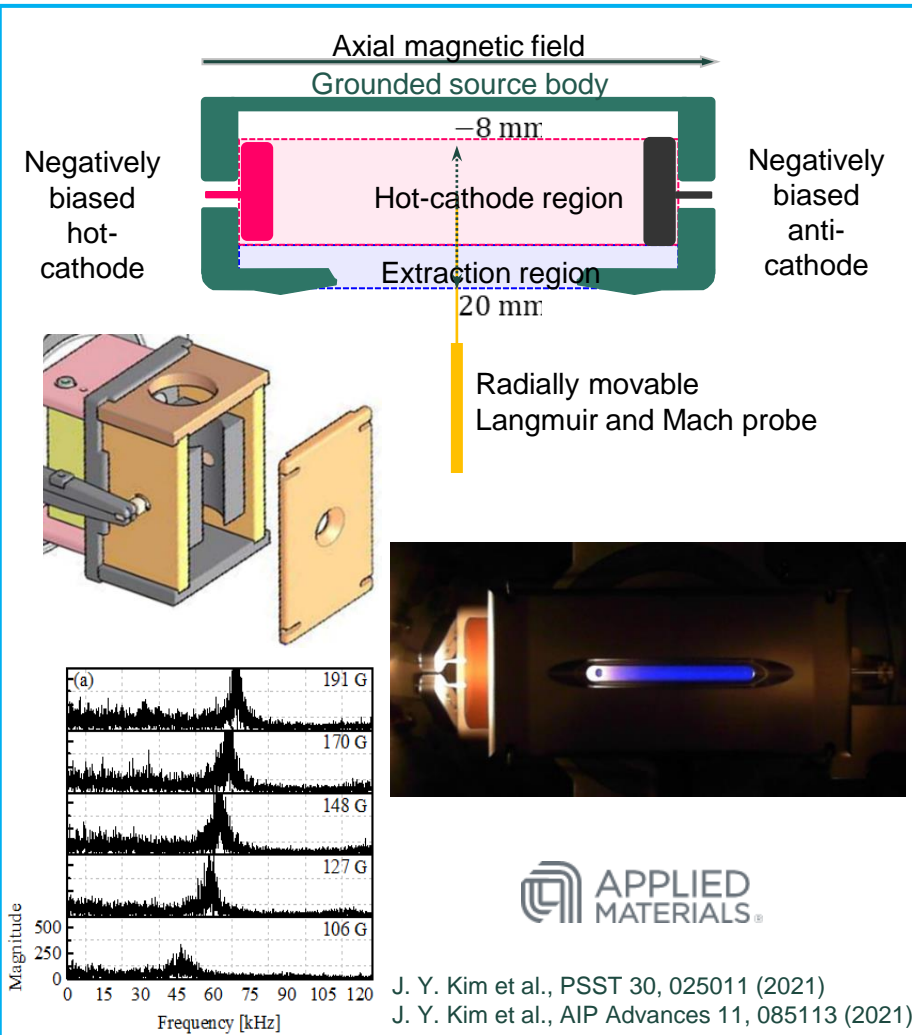 Axial magnetic field
Grounded source body
−8 mm
Negatively
biased
hot-
cathode
Hot-cathode region
Negatively
biased
anti-
cathode
Extraction region
20 mm
Radially movable
Langmuir and Mach probe
(a)
191 G
170 G
148 G
127 G
106 G
Magnitude
500
250
0
0 15 30 45 60 75 90 105 120
Frequency [kHz]
APPLIED
MATERIALS®
J. Y. Kim et al., PSST 30, 025011 (2021)
J. Y. Kim et al., AIP Advances 11, 085113 (2021)